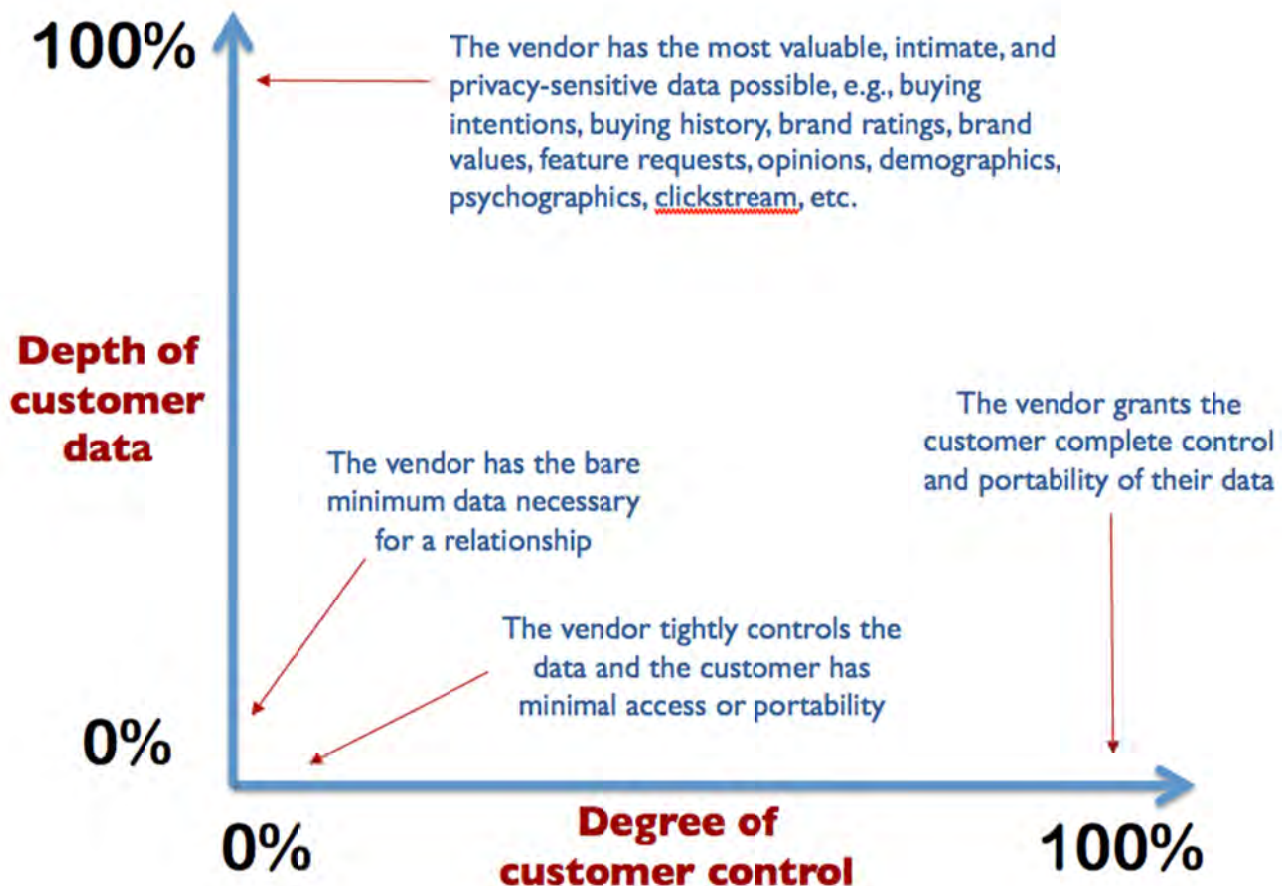 100%
The vendor has the most valuable, intimate, and
privacy-sensitive data possible, e.g., buying
intentions, buying history, brand ratings, brand
values, feature requests, opinions, demographics,
psychographics, clickstream, etc.
Depth of
customer
data
The vendor grants the
customer complete control
and portability of their data
The vendor has the bare
minimum data necessary
for a relationship
The vendor tightly controls the
data and the customer has
minimal access or portability
0%
0%
Degree of
customer control
100%